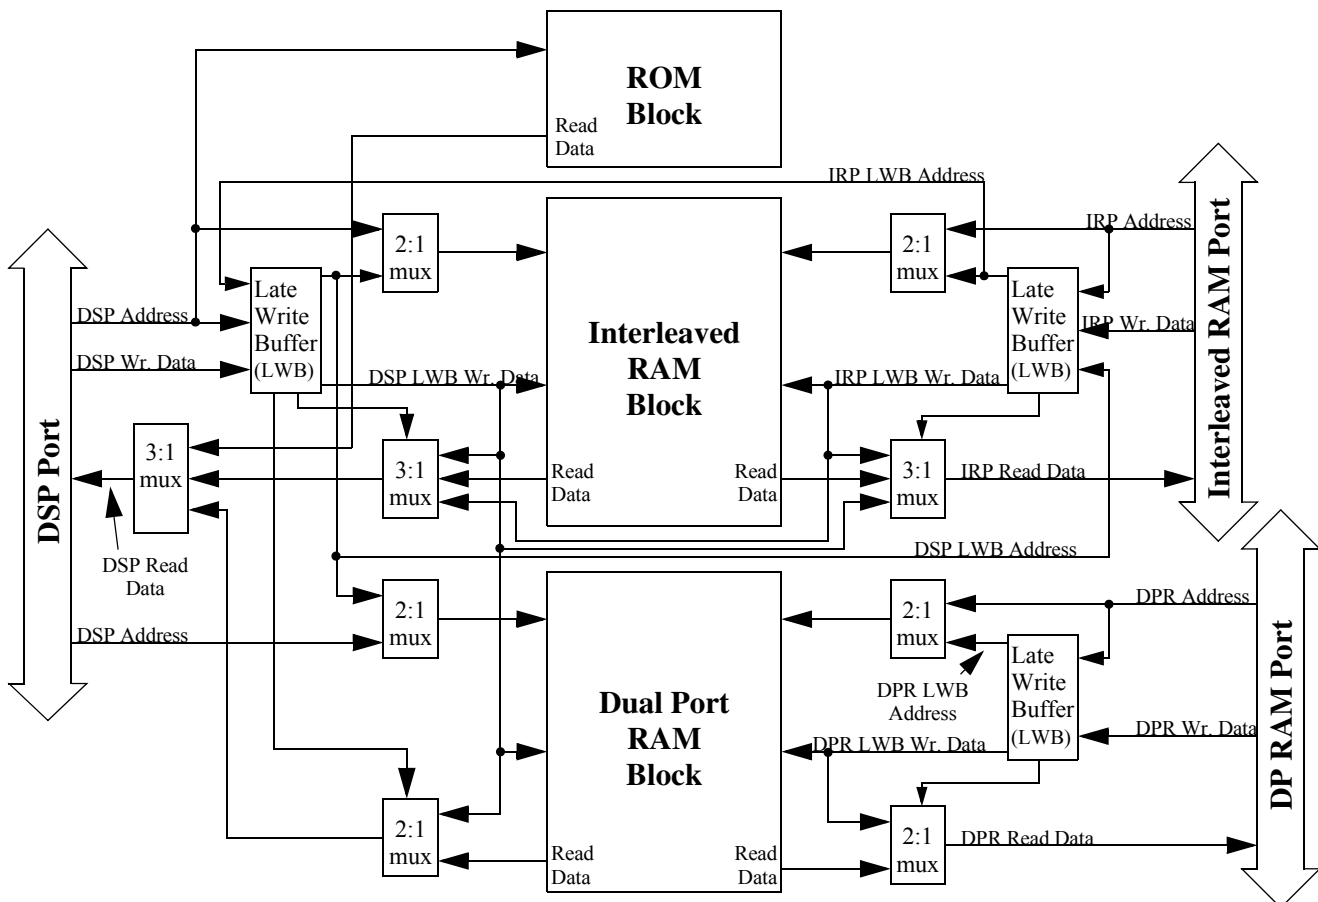 ROM
Block
Read
Data
IRP LWB Address
IRP Address
2:1
mux
2:1
mux
Late
Write
Buffer
(LWB)
Late
Write
Buffer
(LWB)
DSP Address
DSP Wr. Data
IRP Wr. Data
Interleaved
RAM
Block
DSP LWB Wr. Data
IRP LWB Wr. Data
DSP Port
Interleaved RAM Port
3:1
mux
3:1
mux
Read
Data
Read
Data
3:1
mux
IRP Read Data
DSP Read
Data
DSP LWB Address
2:1
mux
2:1
mux
DPR Address
DSP Address
Late
Write
Buffer
(LWB)
DPR LWB
Address
Dual Port
RAM
Block
DPR LWB Wr. Data
DPR Wr. Data
DP RAM Port
2:1
mux
Read
Data
Read
Data
2:1
mux
DPR Read Data